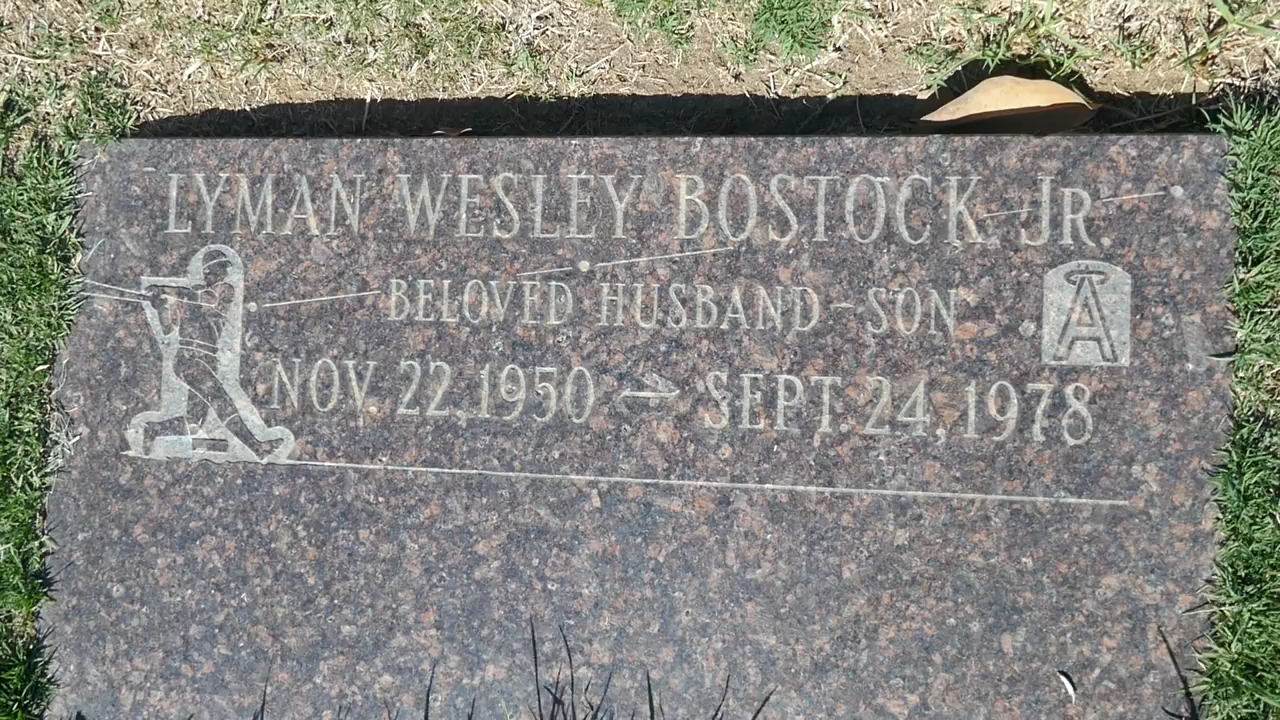 LYMAN WESLEY BOSTOCK JR.
BELOVED HUSBAND - SON
A
NOV. 22, 1950 - SEPT. 24, 1978